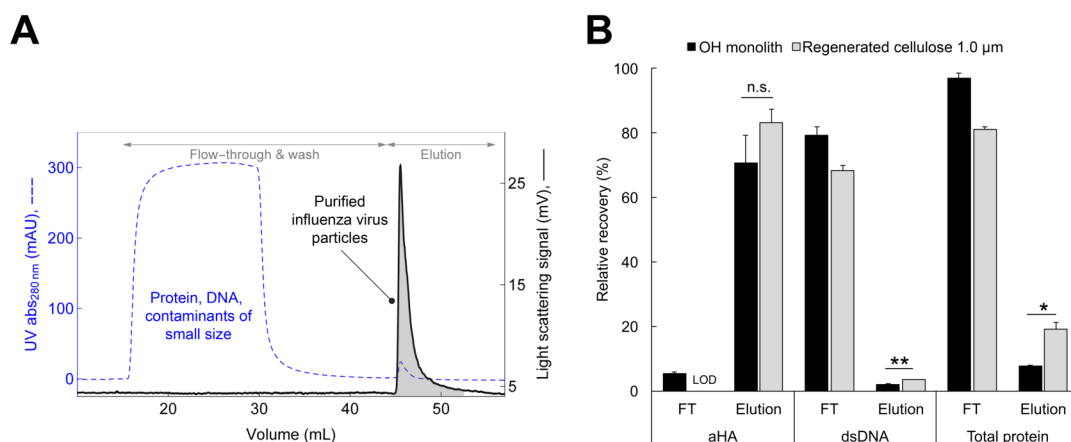 A
Flow–through & wash
Elution
UV abs280 nm (mAU), ---
300
200
100
0
Protein, DNA,
contaminants of
small size
Purified
influenza virus
particles
25
15
5
Light scattering signal (mV), —
20
30
40
50
Volume (mL)
B
OH monolith
Regenerated cellulose 1.0 µm
Relative recovery (%)
100
80
60
40
20
0
n.s.
LOD
**
*
FT
Elution
FT
Elution
FT
Elution
aHA
dsDNA
Total protein